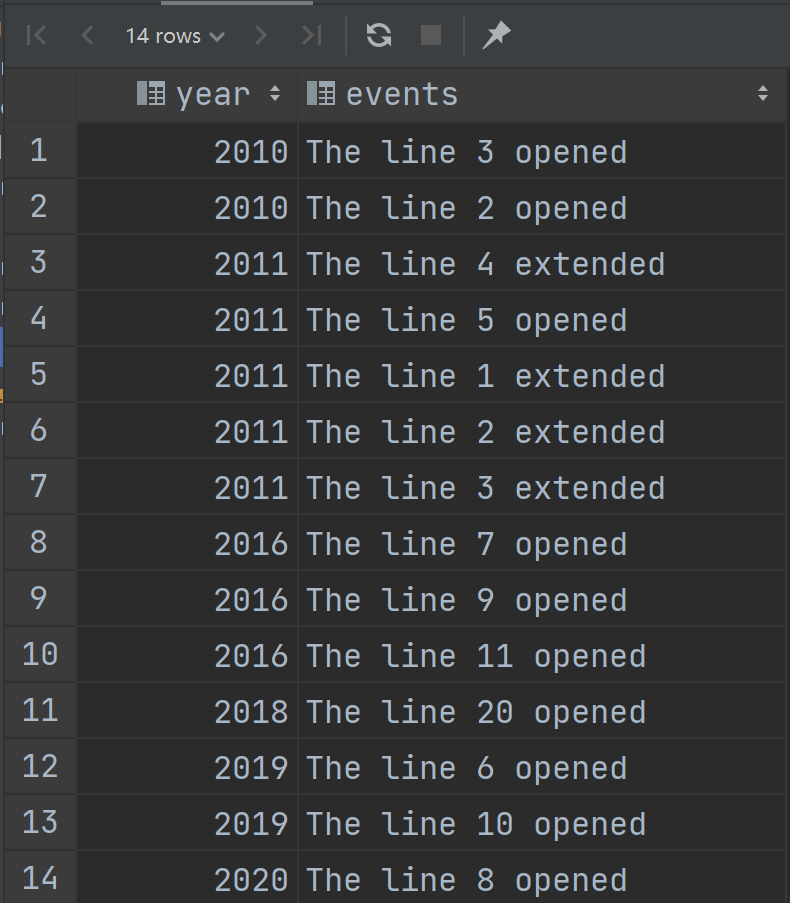 14 rows
year events
1 2010 The line 3 opened
2 2010 The line 2 opened
3 2011 The line 4 extended
4 2011 The line 5 opened
5 2011 The line 1 extended
6 2011 The line 2 extended
7 2011 The line 3 extended
8 2016 The line 7 opened
9 2016 The line 9 opened
10 2016 The line 11 opened
11 2018 The line 20 opened
12 2019 The line 6 opened
13 2019 The line 10 opened
14 2020 The line 8 opened